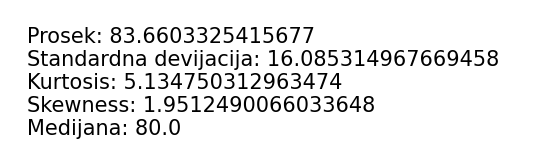 Prosek: 83.6603325415677
Standardna devijacija: 16.085314967669458
Kurtosis: 5.134750312963474
Skewness: 1.9512490066033648
Medijana: 80.0